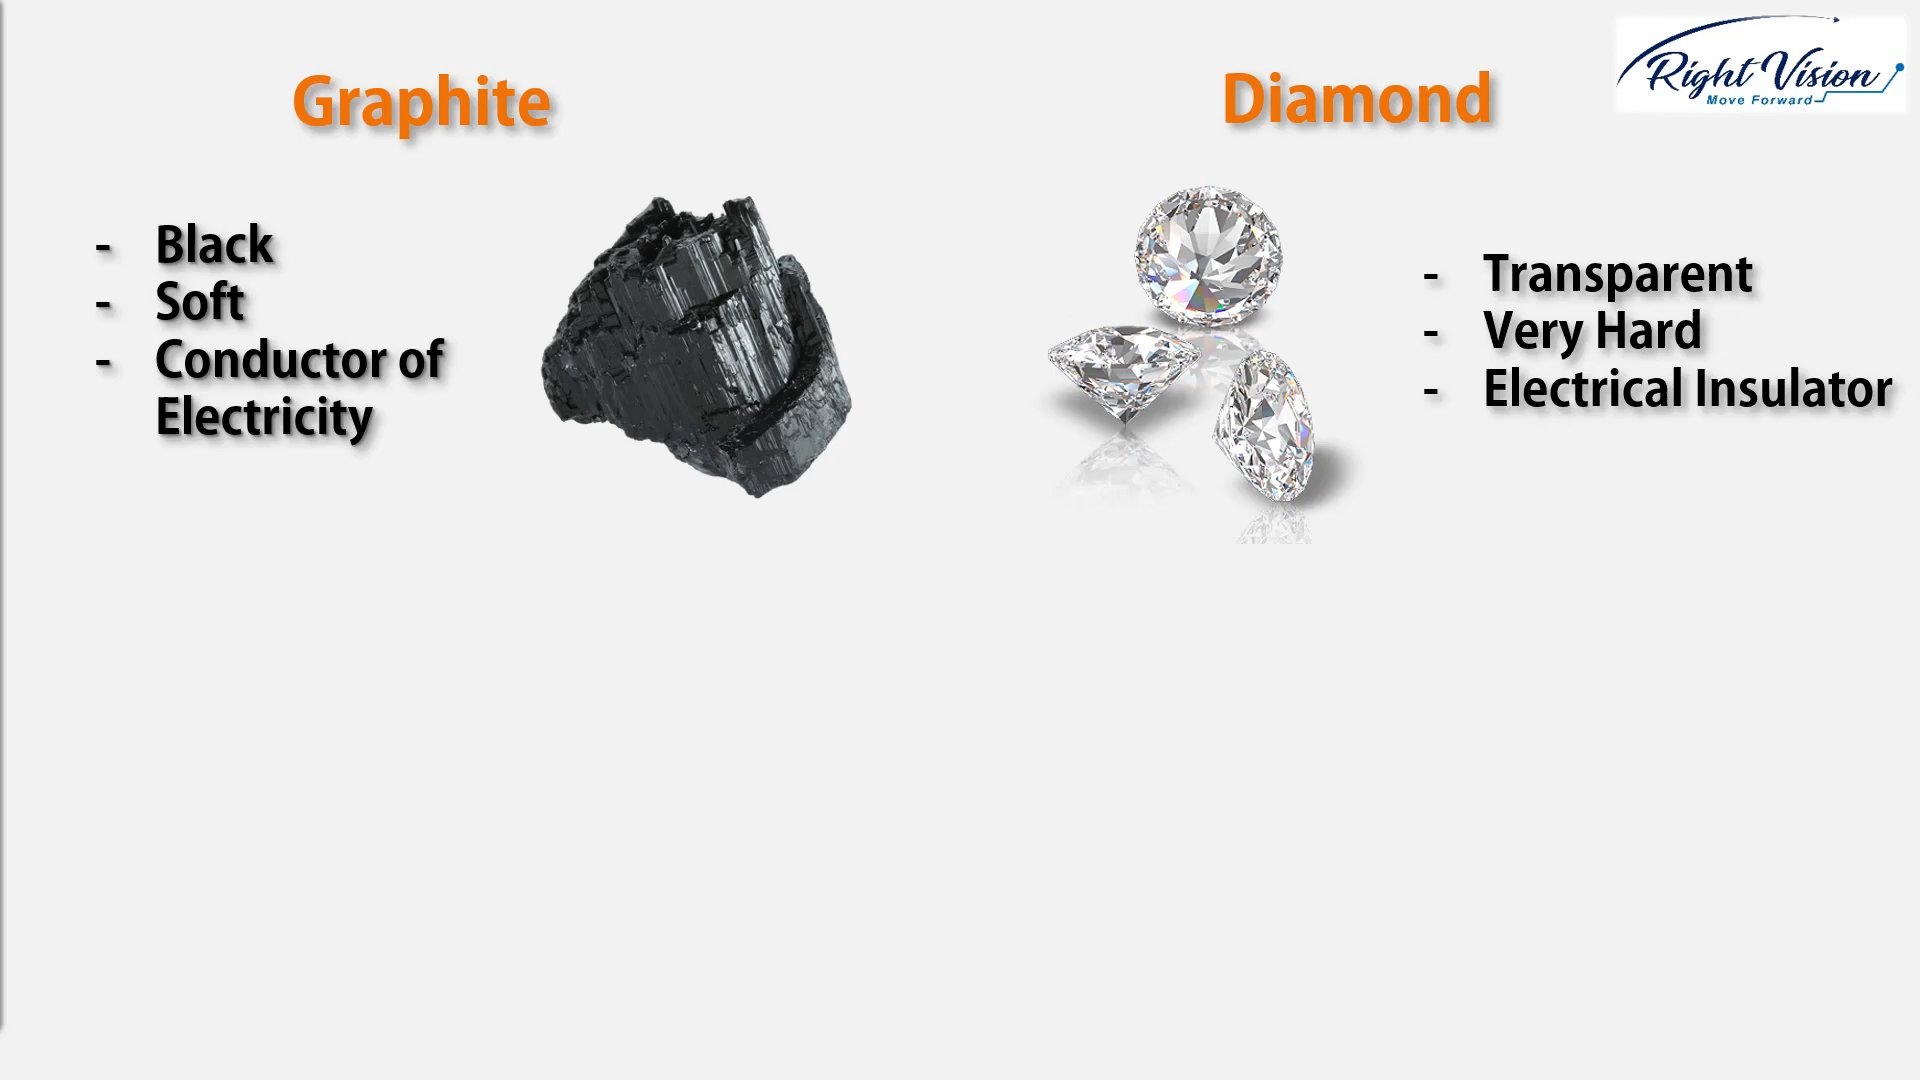 Graphite
- Black
- Soft
- Conductor of
Electricity
Diamond
- Transparent
- Very Hard
- Electrical Insulator
Right Vision
Move Forward